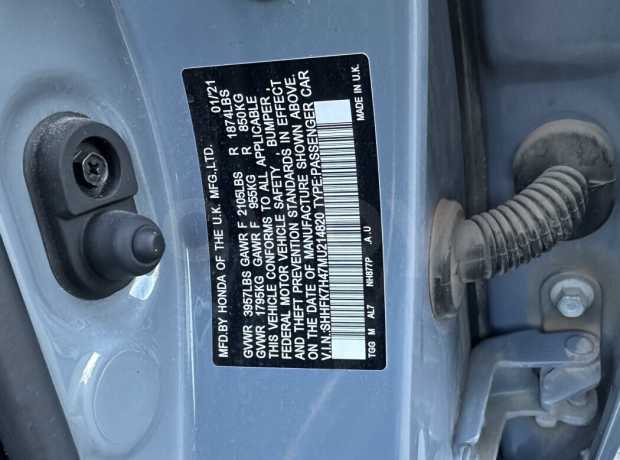 MFD.BY HONDA OF THE U.K. MFG.,LTD. 01/21
GVWR 3957LBS GAWR F 2105LBS R 1874LBS
GVWR 1795KG GAWR F 955KG R 850KG
THIS VEHICLE CONFORMS TO ALL APPLICABLE
FEDERAL MOTOR VEHICLE SAFETY , BUMPER ,
AND THEFT PREVENTION STANDARDS IN EFFECT
ON THE DATE OF MANUFACTURE SHOWN ABOVE.
V.I.N.:SHHFK7H47MU214820 TYPE:PASSENGER CAR
TGG M AL7 NH877P .A .U MADE IN U.K.